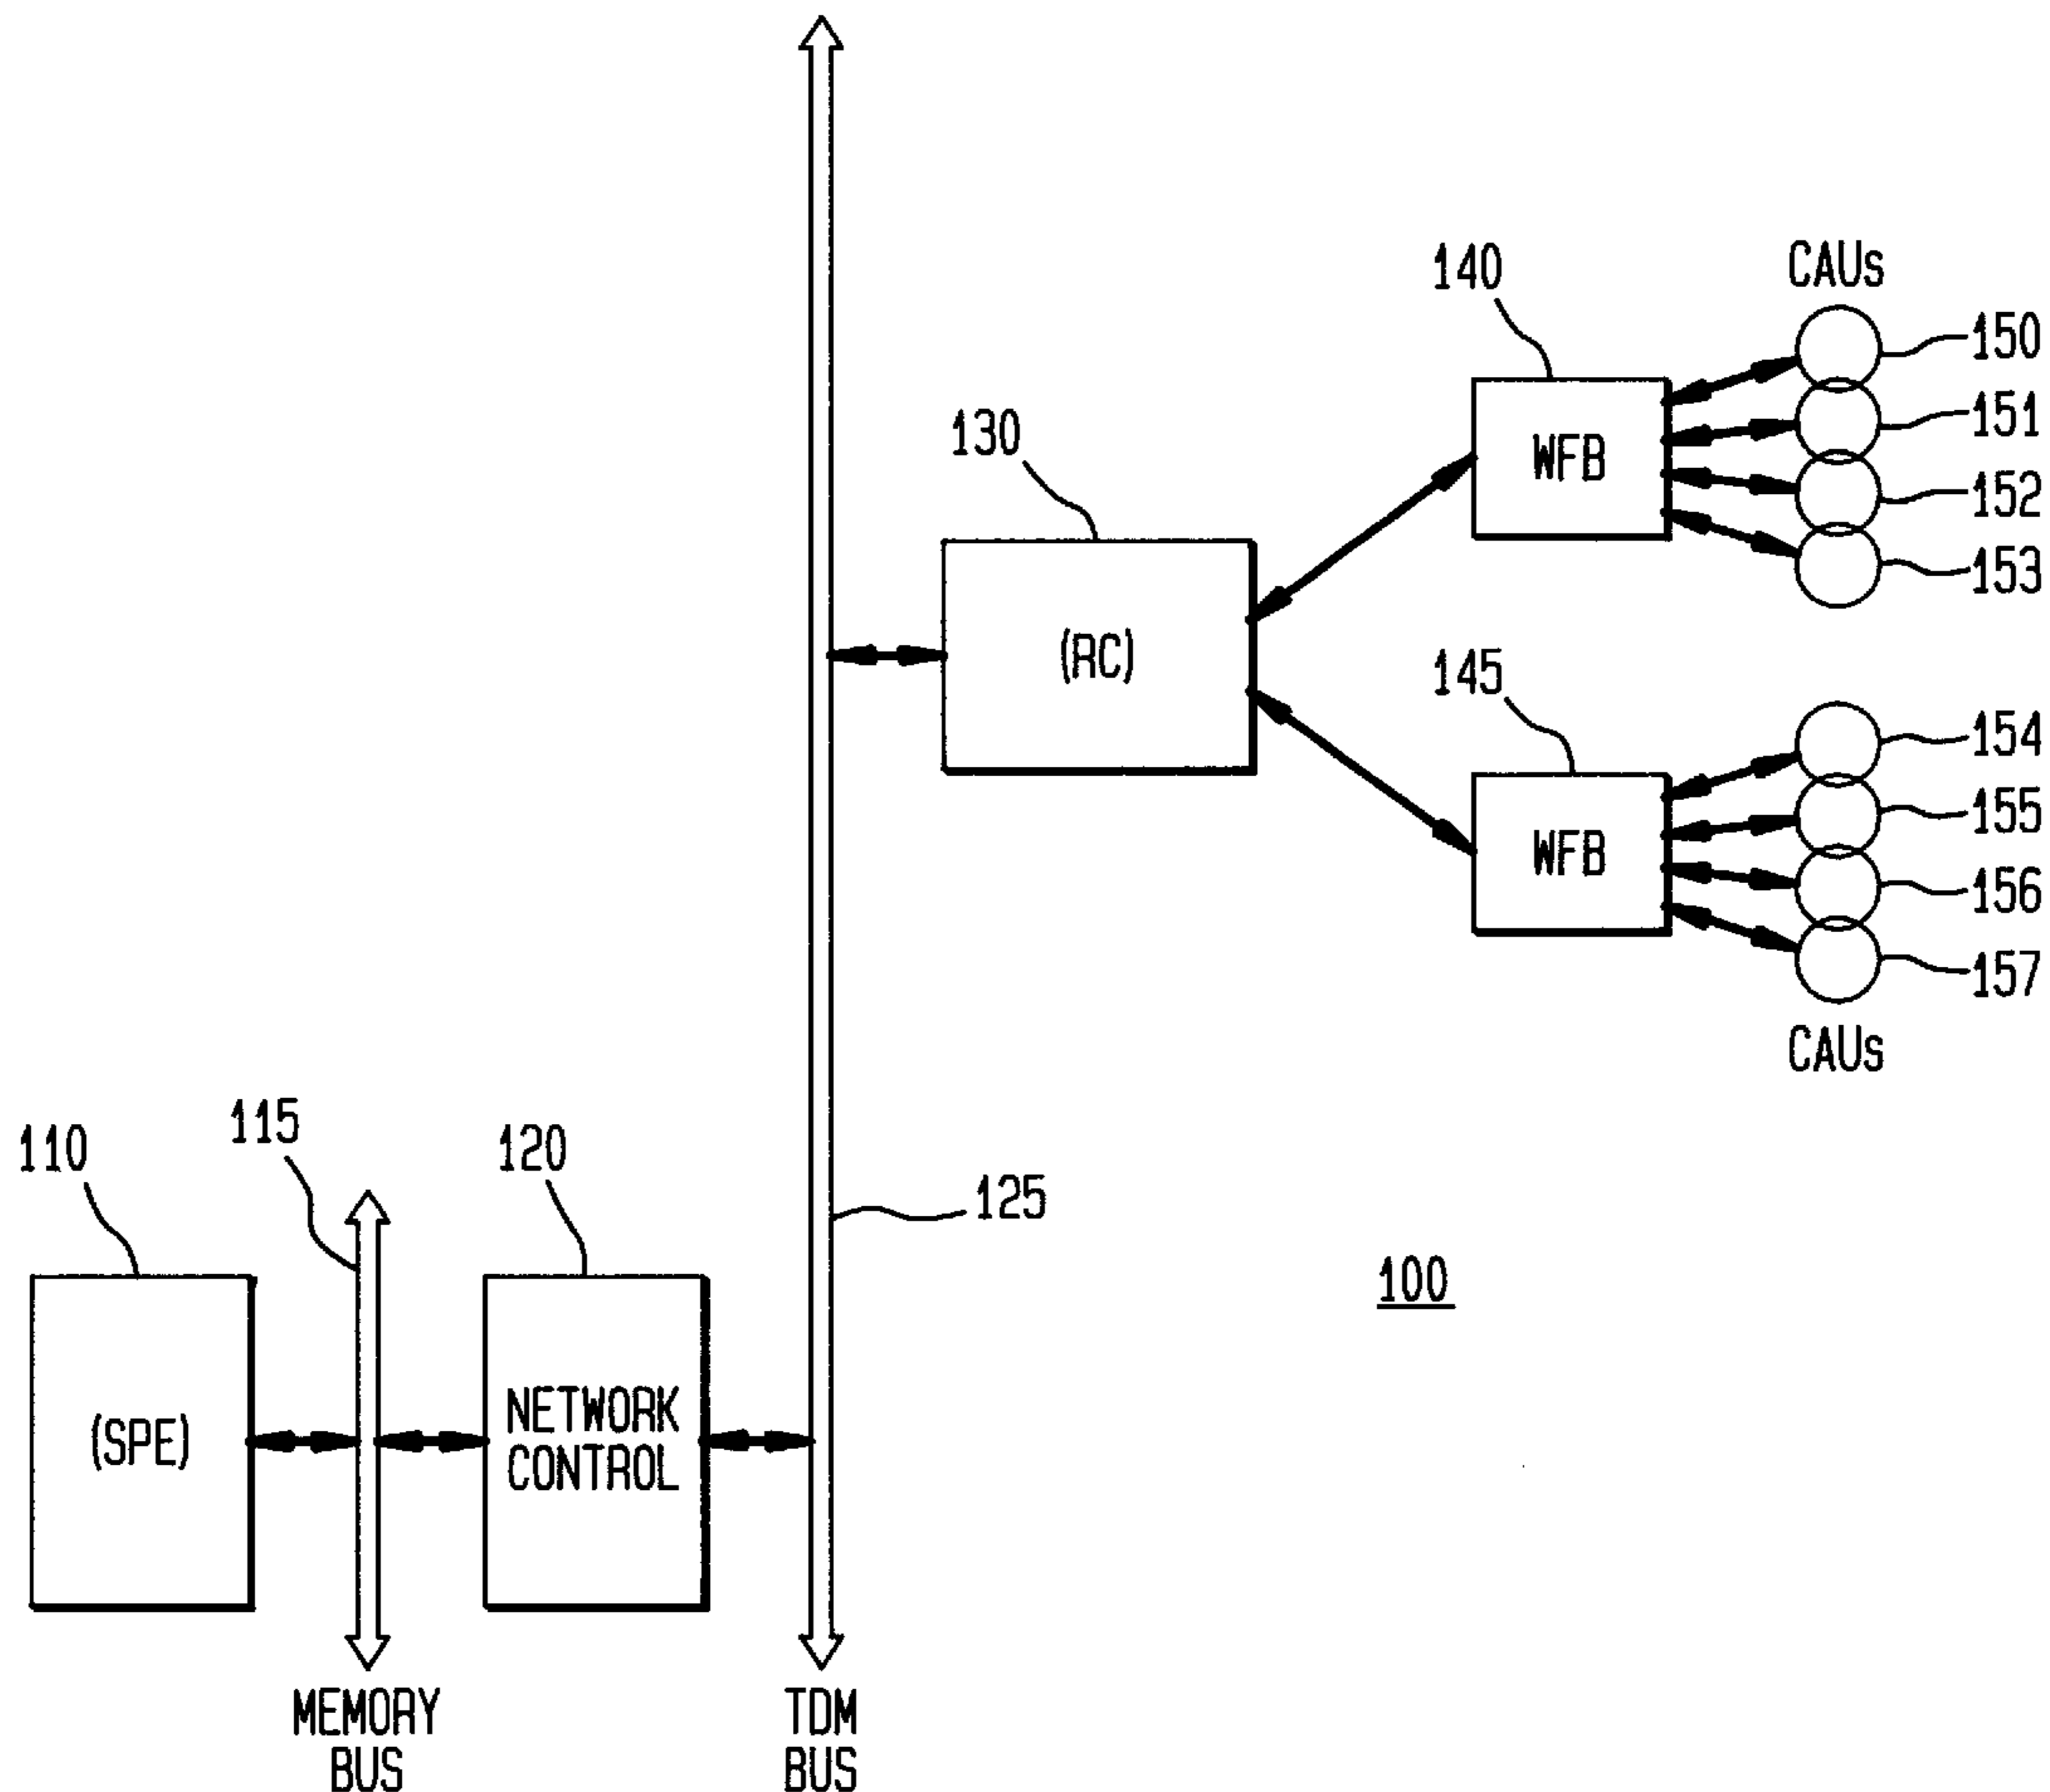 CAUs
140
150
151
130
WFB
152
153
(RC)
145
154
155
WFB
156
157
CAUs
115
110
120
125
100
(SPE)
NETWORK
CONTROL
MEMORY
BUS
TDM
BUS